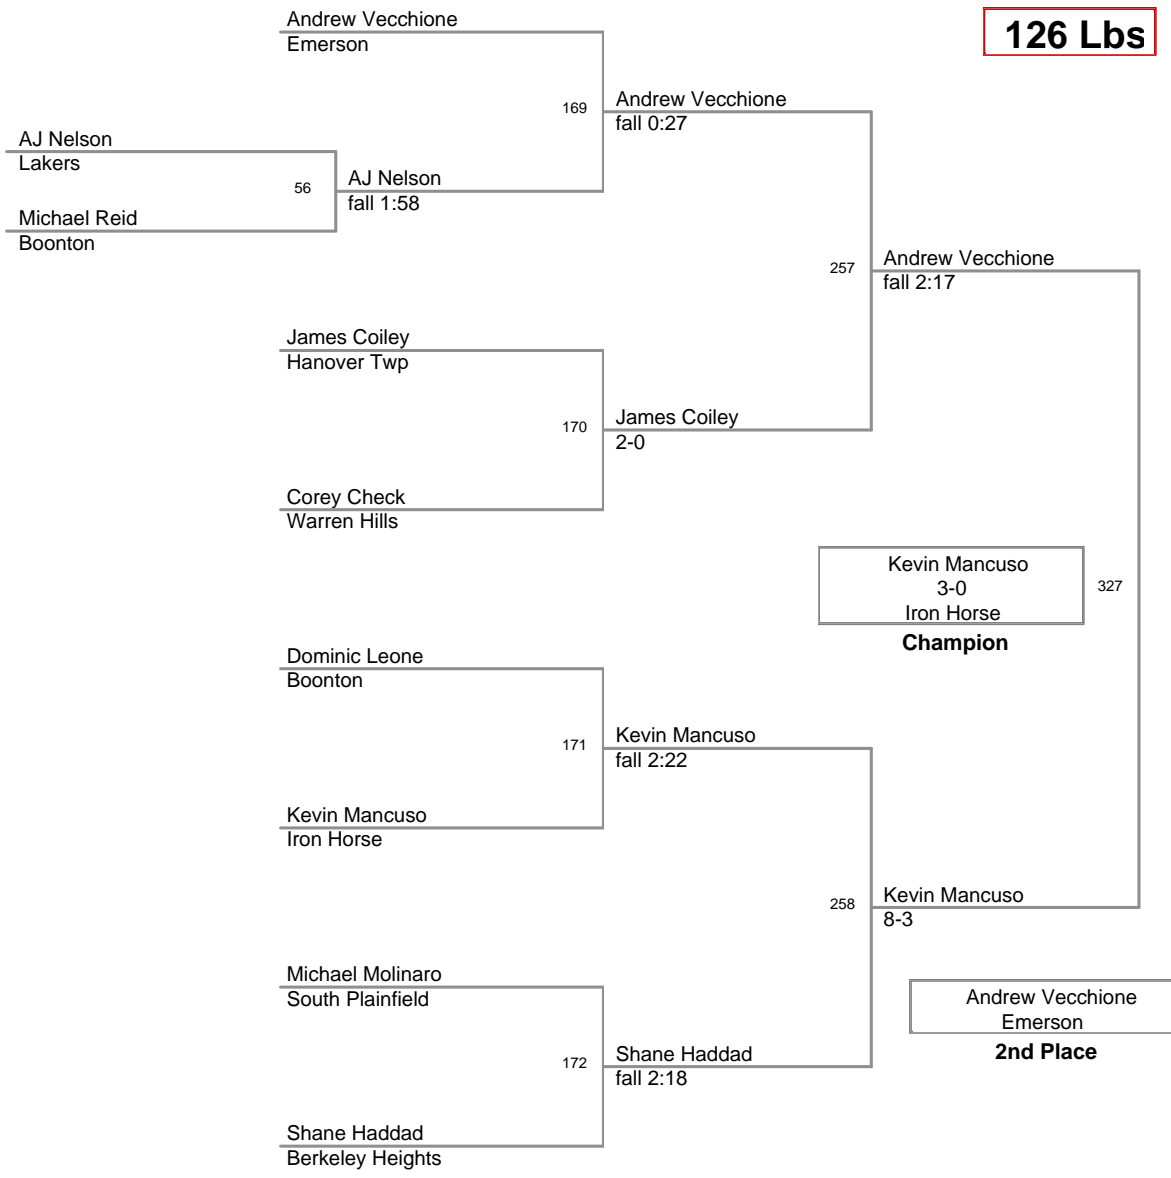 Andrew Vecchione
Emerson
126 Lbs
169
Andrew Vecchione
fall 0:27
AJ Nelson
Lakers
56
AJ Nelson
fall 1:58
Michael Reid
Boonton
257
Andrew Vecchione
fall 2:17
James Coiley
Hanover Twp
170
James Coiley
2-0
Corey Check
Warren Hills
Kevin Mancuso
3-0
Iron Horse
327
Champion
Dominic Leone
Boonton
171
Kevin Mancuso
fall 2:22
Kevin Mancuso
Iron Horse
258
Kevin Mancuso
8-3
Michael Molinaro
South Plainfield
Andrew Vecchione
Emerson
2nd Place
172
Shane Haddad
fall 2:18
Shane Haddad
Berkeley Heights